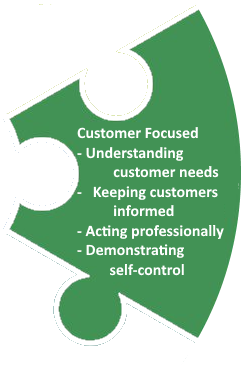 Customer Focused
- Understanding
customer needs
- Keeping customers
informed
- Acting professionally
- Demonstrating
self-control